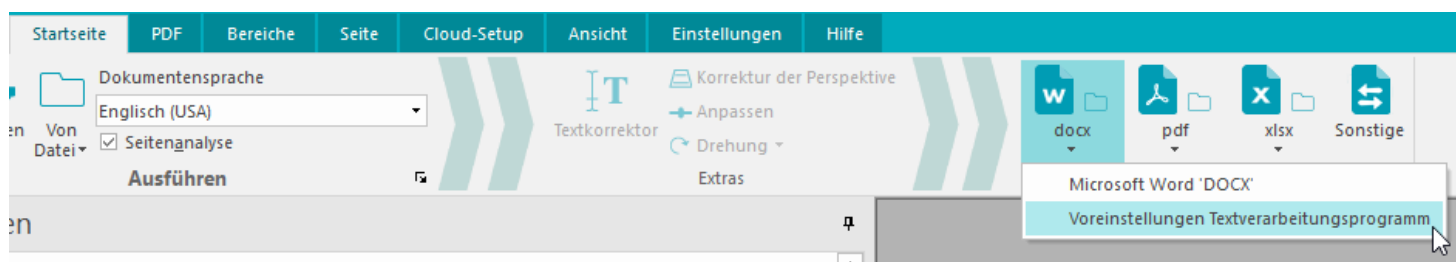 Startseite PDF Bereiche Seite Cloud-Setup Ansicht Einstellungen Hilfe
Dokumentensprache
Englisch (USA)
Von
Datei
Seitenanalyse
Ausführen
Textkorrektor
Korrektur der Perspektive
Anpassen
Drehung
Extras
docx pdf xlsx Sonstige
Microsoft Word 'DOCX'
Voreinstellungen Textverarbeitungsprogramm